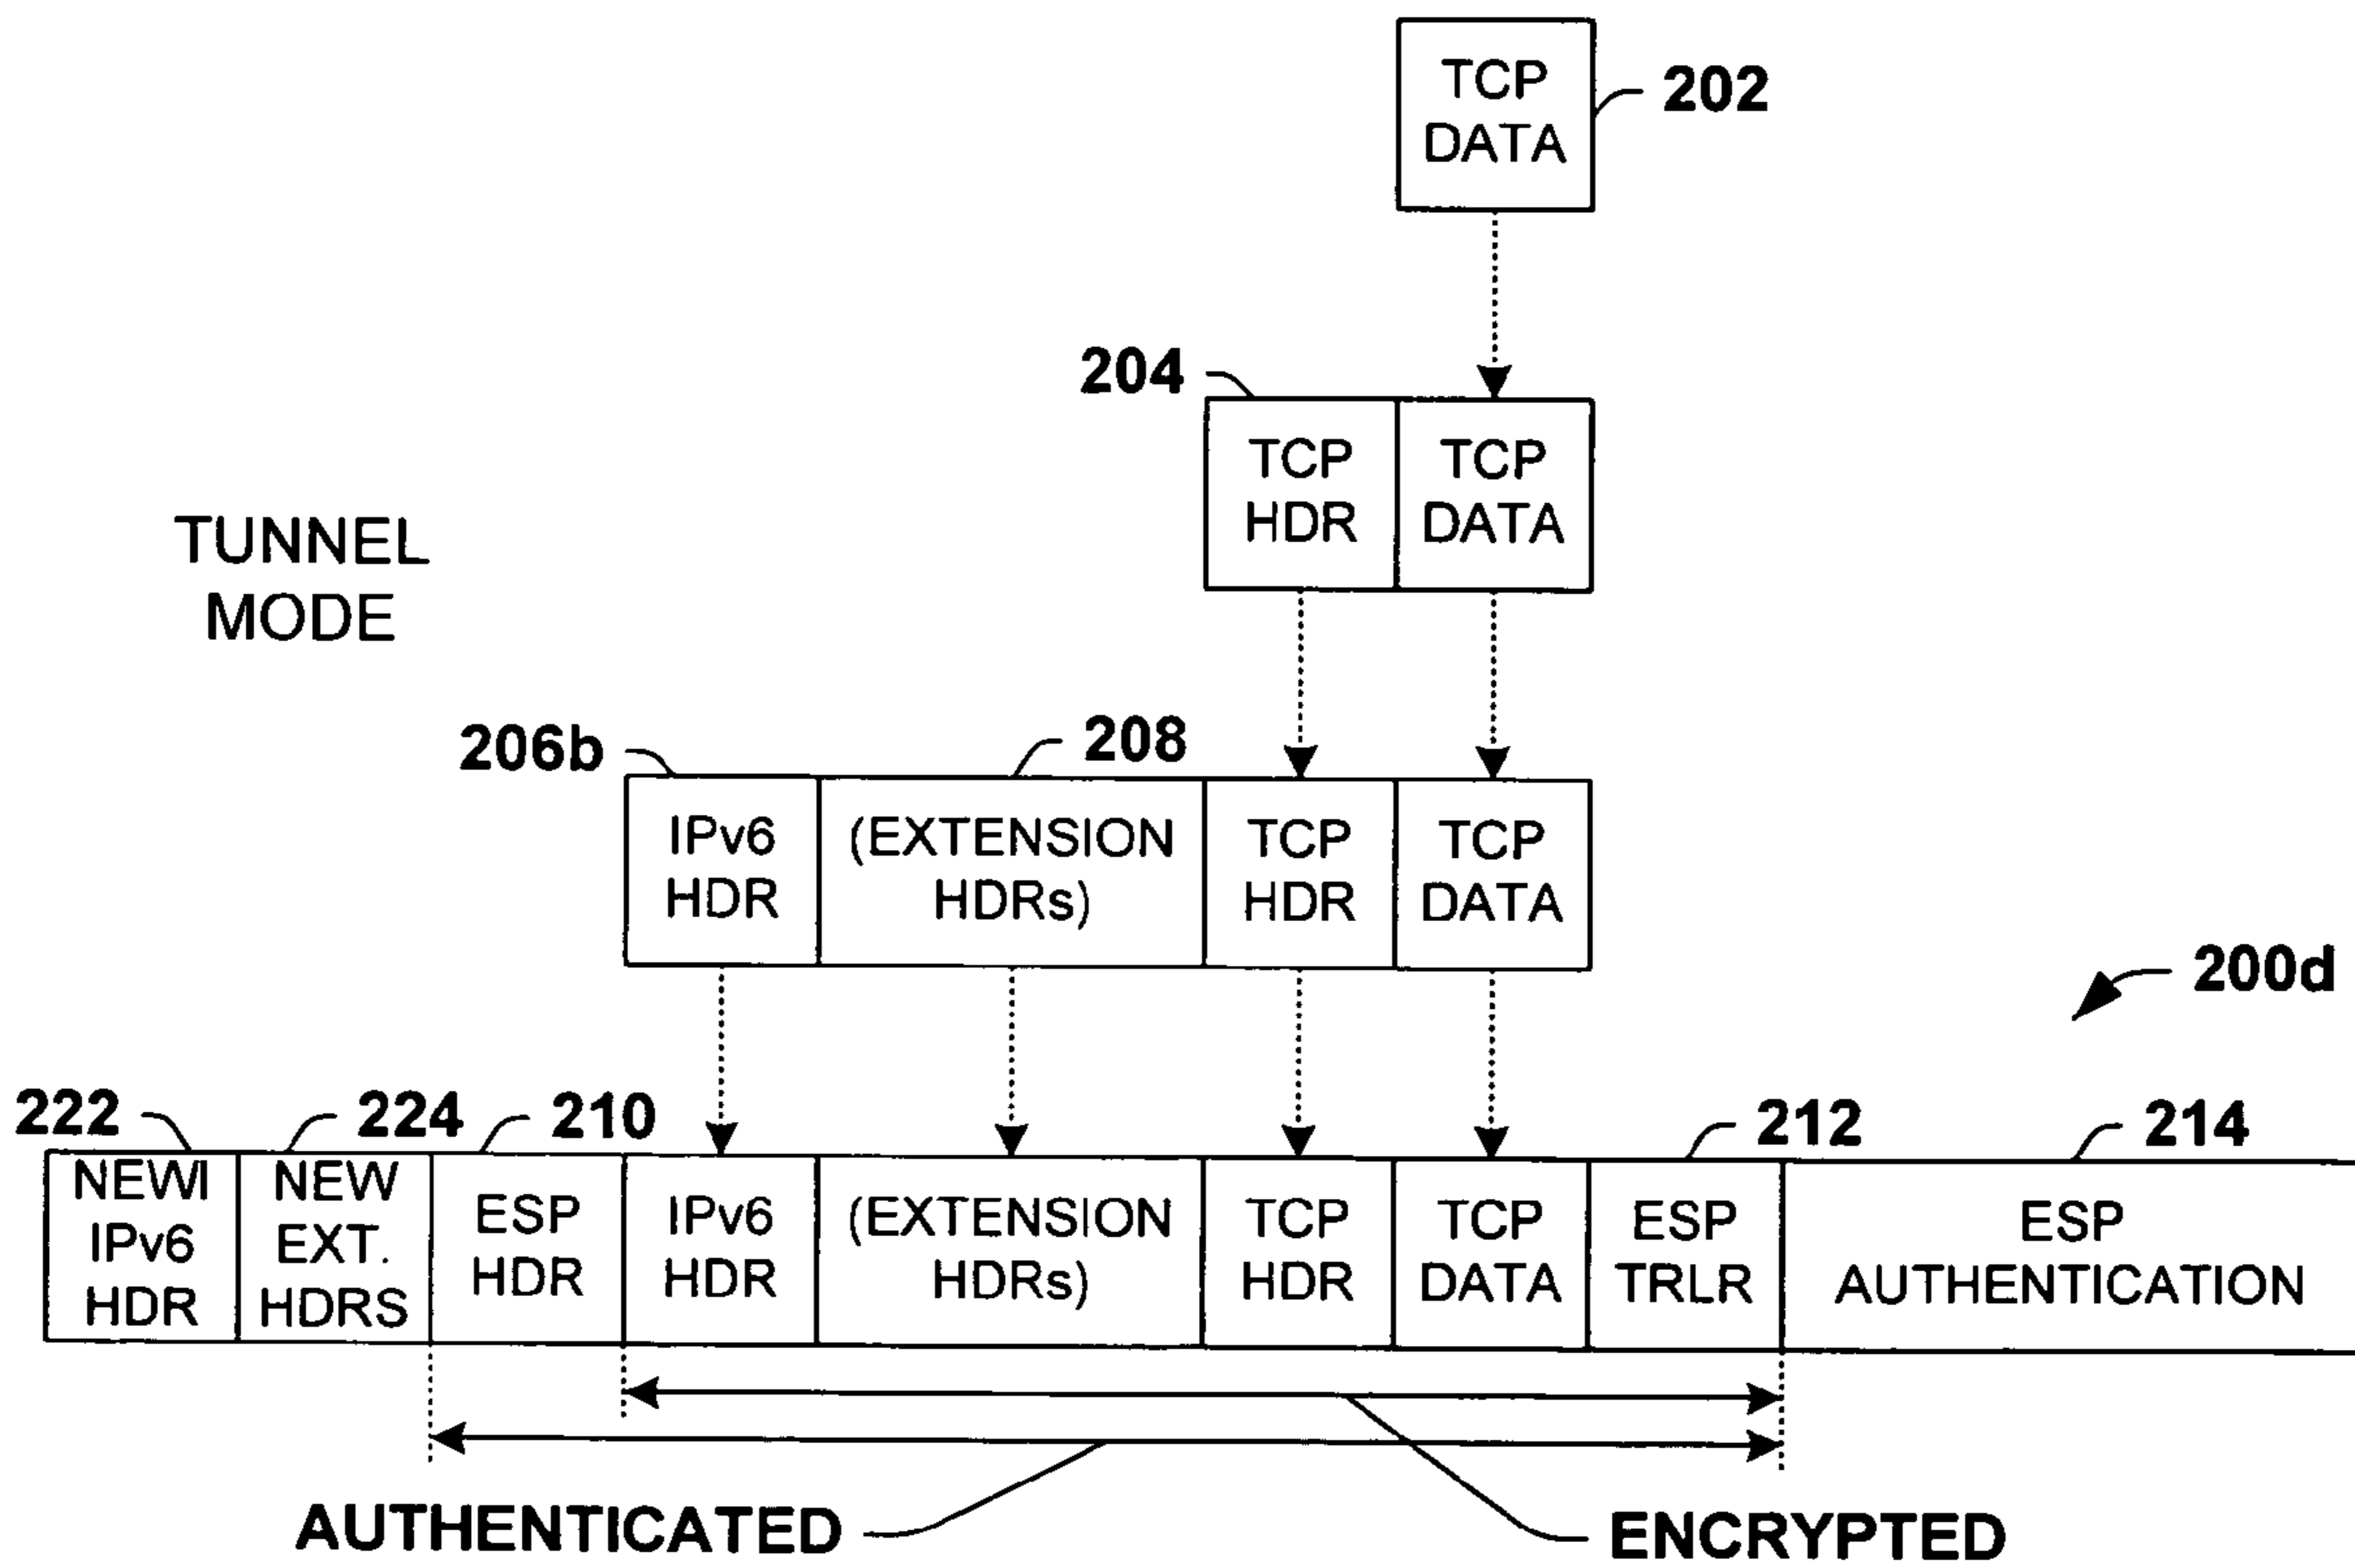 TCP
DATA
202
204
TCP
HDR
TCP
DATA
TUNNEL
MODE
206b
208
IPv6
HDR
(EXTENSION
HDRs)
TCP
HDR
TCP
DATA
200d
222
224
210
212
214
NEWI
IPv6
HDR
NEW
EXT.
HDRS
ESP
HDR
IPv6
HDR
(EXTENSION
HDRs)
TCP
HDR
TCP
DATA
ESP
TRLR
ESP
AUTHENTICATION
AUTHENTICATED
ENCRYPTED